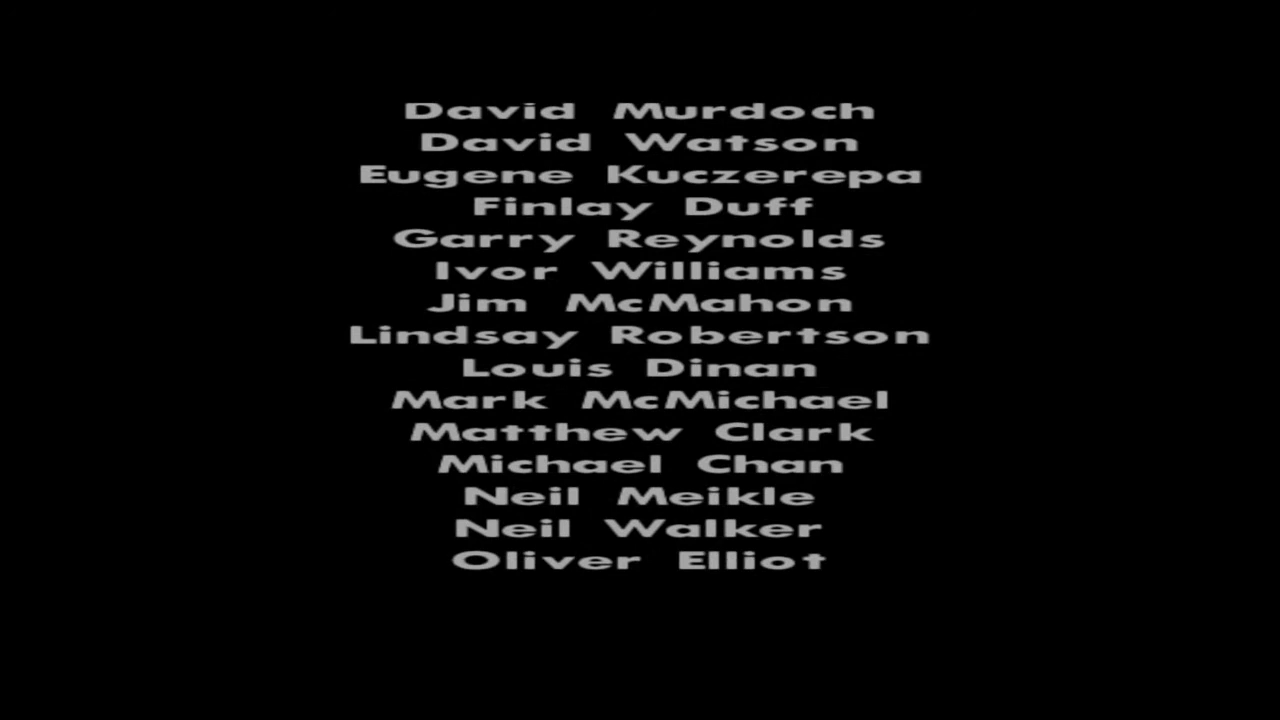 David Murdoch
David Watson
Eugene Kuczerepa
Finlay Duff
Garry Reynolds
Ivor Williams
Jim McMahon
Lindsay Robertson
Louis Dinan
Mark McMichael
Matthew Clark
Michael Chan
Neil Meikle
Neil Walker
Oliver Elliot